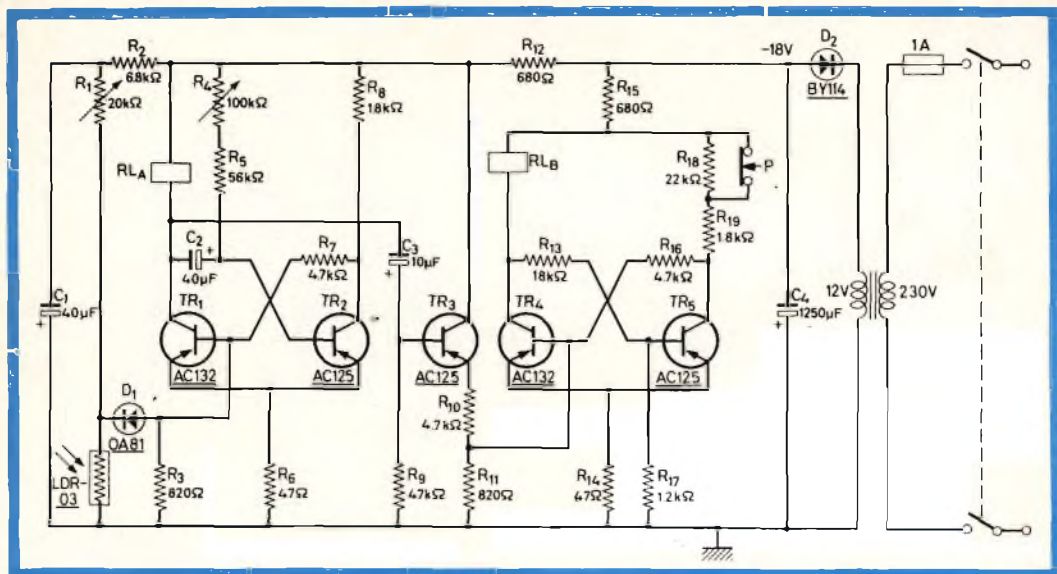 R2
6.8kΩ
R1
20kΩ
R4
100kΩ
R8
1.8kΩ
R12
680Ω
-18V
D2
BY114
1A
R15
680Ω
RLA
R5
56kΩ
RLB
R18
22kΩ
P
R19
1.8kΩ
C2
+
40µF
R7
4.7kΩ
C3
10µF
+
R13
18kΩ
R16
4.7kΩ
C1
40µF
+
TR1
AC132
TR2
AC125
TR3
AC125
TR4
AC132
TR5
AC125
C4
1250µF
+
12V
230V
D1
OA81
R10
4.7kΩ
LDR-
03
R3
820Ω
R6
47Ω
R9
47kΩ
R11
820Ω
R14
47Ω
R17
1.2kΩ